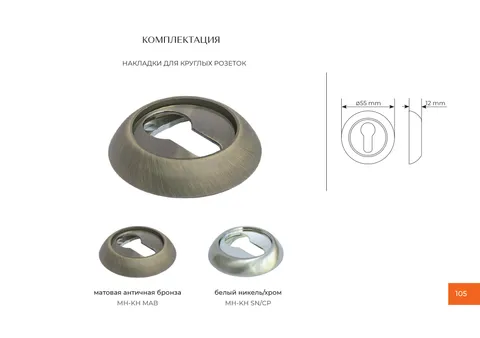 КОМПЛЕКТАЦИЯ
НАКЛАДКИ ДЛЯ КРУГЛЫХ РОЗЕТОК
ø55 mm
12 mm
матовая античная бронза
MH-KH MAB
белый никель/хром
MH-KH SN/CP
105